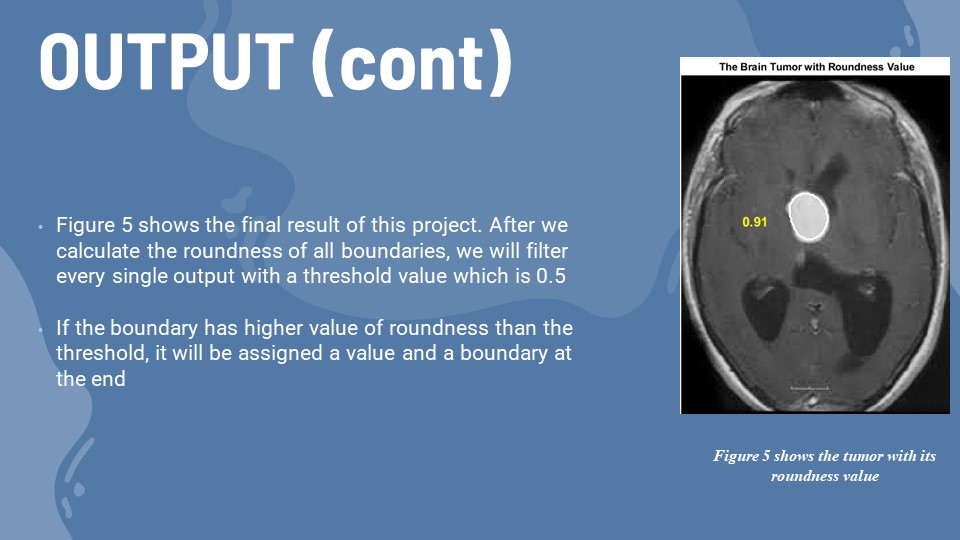 OUTPUT (cont)
• Figure 5 shows the final result of this project. After we
calculate the roundness of all boundaries, we will filter
every single output with a threshold value which is 0.5
• If the boundary has higher value of roundness than the
threshold, it will be assigned a value and a boundary at
the end
The Brain Tumor with Roundness Value
0.91
Figure 5 shows the tumor with its
roundness value